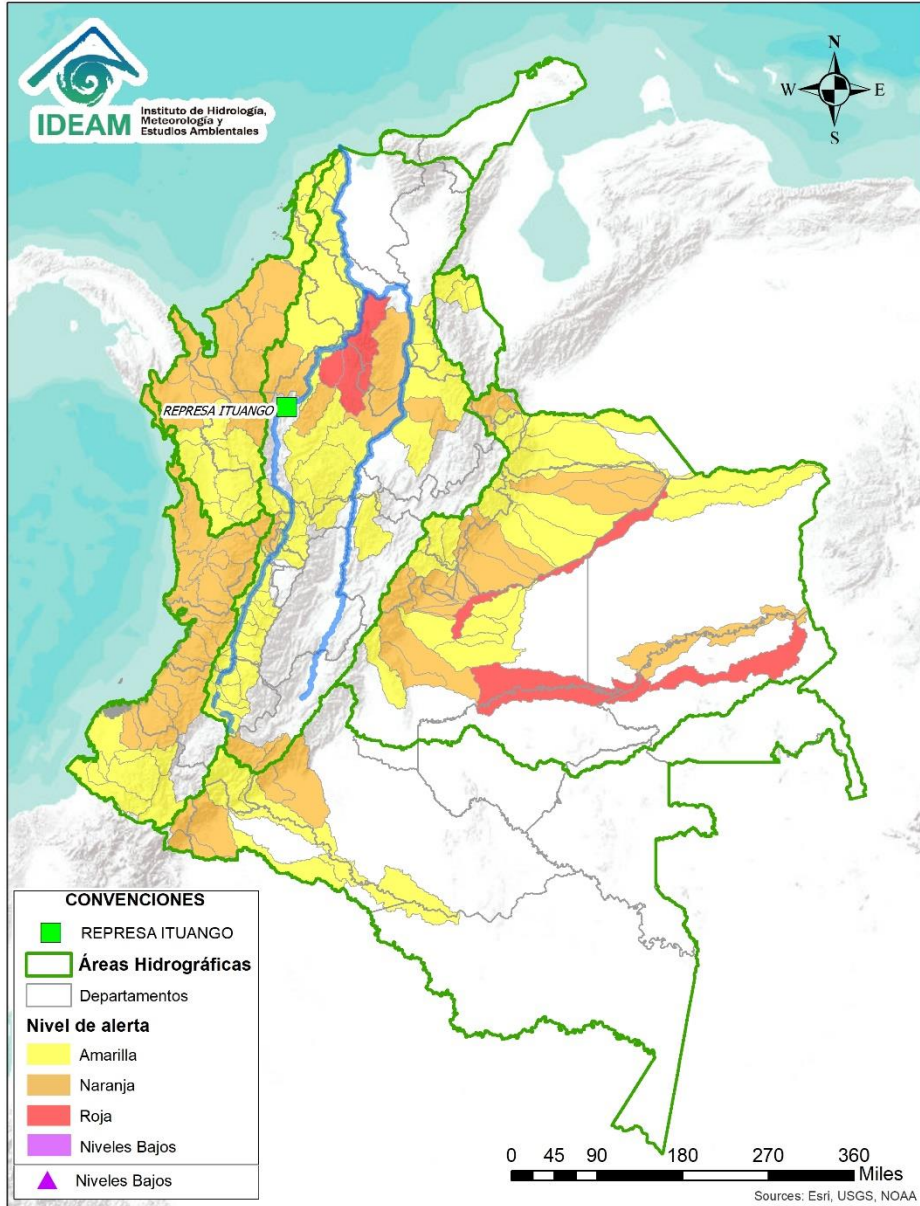 IDEAM
Instituto de Hidrología,
Meteorología y
Estudios Ambientales
N
W
E
S
REPRESA ITUANGO
CONVENCIONES
REPRESA ITUANGO
Áreas Hidrográficas
Departamentos
Nivel de alerta
Amarilla
Naranja
Roja
Niveles Bajos
Niveles Bajos
0 45 90 180 270 360
Miles
Sources: Esri, USGS, NOAA